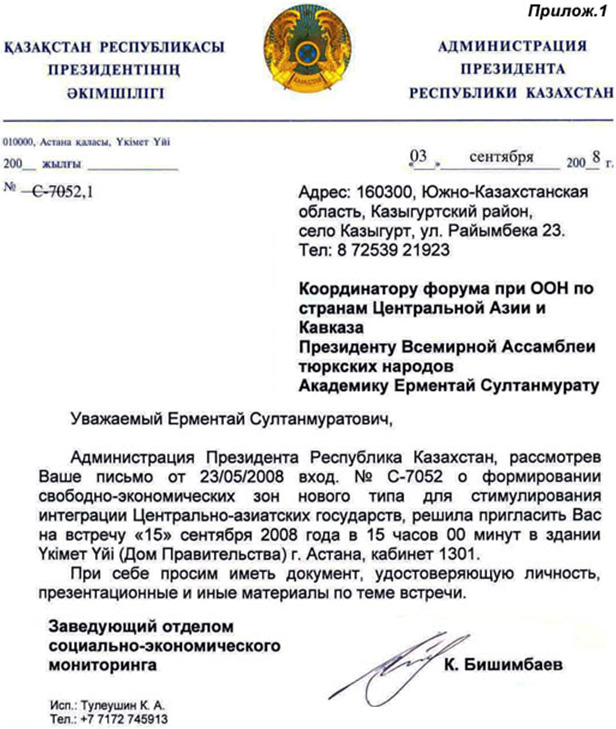 Прилож.1
ҚАЗАҚСТАН РЕСПУБЛИКАСЫ
ПРЕЗИДЕНТІНІҢ
ӘКІМШІЛІГІ
АДМИНИСТРАЦИЯ
ПРЕЗИДЕНТА
РЕСПУБЛИКИ КАЗАХСТАН
010000, Астана қаласы, Үкімет Үйі
200__ жылғы ____________
«03 » сентября 200 8 г.
№ С-7052,1
Адрес: 160300, Южно-Казахстанская
область, Казыгуртский район,
село Казыгурт, ул. Райымбека 23.
Тел: 8 72539 21923
Координатору форума при ООН по
странам Центральной Азии и
Кавказа
Президенту Всемирной Ассамблеи
тюркских народов
Академику Ерментай Султанмурату
Уважаемый Ерментай Султанмуратович,
Администрация Президента Республика Казахстан, рассмотрев
Ваше письмо от 23/05/2008 вход. № С-7052 о формировании
свободно-экономических зон нового типа для стимулирования
интеграции Центрально-азиатских государств, решила пригласить Вас
на встречу «15» сентября 2008 года в 15 часов 00 минут в здании
Үкімет Үйі (Дом Правительства) г. Астана, кабинет 1301.
При себе просим иметь документ, удостоверяющую личность,
презентационные и иные материалы по теме встречи.
Заведующий отделом
социально-экономического
мониторинга
К. Бишимбаев
Исп.: Тулеушин К. А.
Тел.: +7 7172 745913